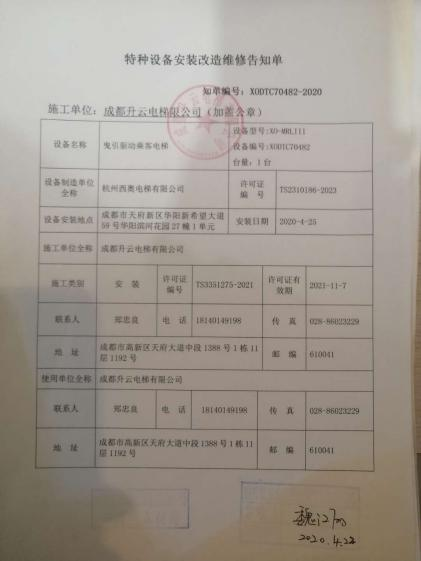 特种设备安装改造维修告知单
知单编号：XODTC70482-2020
施工单位：成都升云电梯有限公司（加盖公章）
设备名称 曳引驱动乘客电梯 设备型号:XO-MRLIII
设备编号:XODTC70482
台量：1台
设备制造单位全称 杭州西奥电梯有限公司 许可证编号 TS2310186-2023
设备安装地点 成都市天府新区华阳新希望大道
59号华阳滨河花园27幢1单元 安装日期 2020-4-25
施工单位全称 成都升云电梯有限公司
施工类别 安装 许可证编号 TS3351275-2021 许可证有效期 2021-11-7
联系人 郑忠良 电话 18140149198 传真 028-86023229
地址 成都市高新区天府大道中段1388号1栋11
层1192号 邮编 610041
使用单位全称 成都升云电梯有限公司
联系人 郑忠良 电话 18140149198 传真 028-86023229
地址 成都市高新区天府大道中段1388号1栋11
层1192号 邮编 610041
2020.4.22